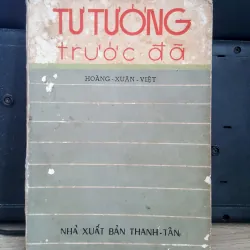 TƯ TƯỞNG
trước đã
HOÀNG-XUÂN-VIỆT
NHÀ XUẤT BẢN THANH-TÂN